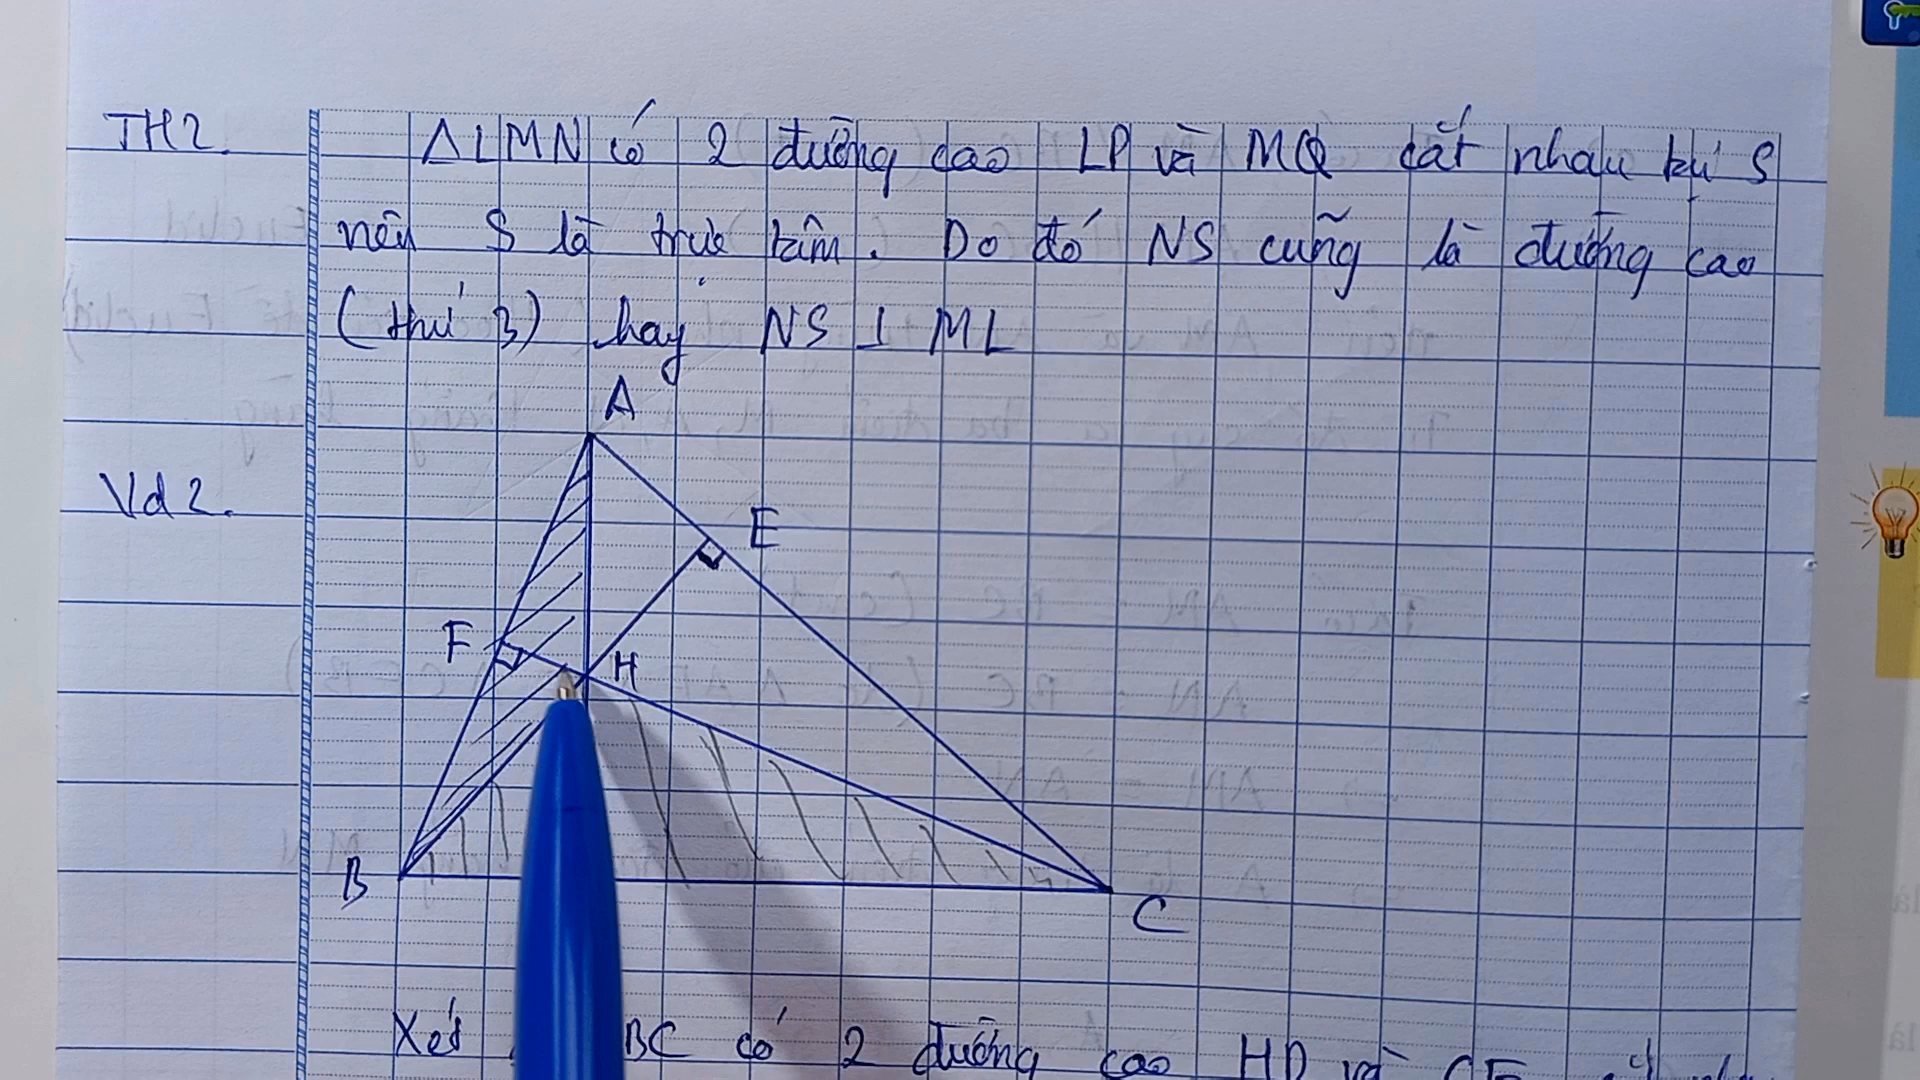 TH2. ΔLMN có 2 đường cao LP và MQ cắt nhau tại S
nên S là trực tâm. Do đó NS cũng là đường cao
(thứ 3) hay NS ⊥ ML
A
Vd2.
E
F
H
B
C
Xét BC có 2 đường cao HD và